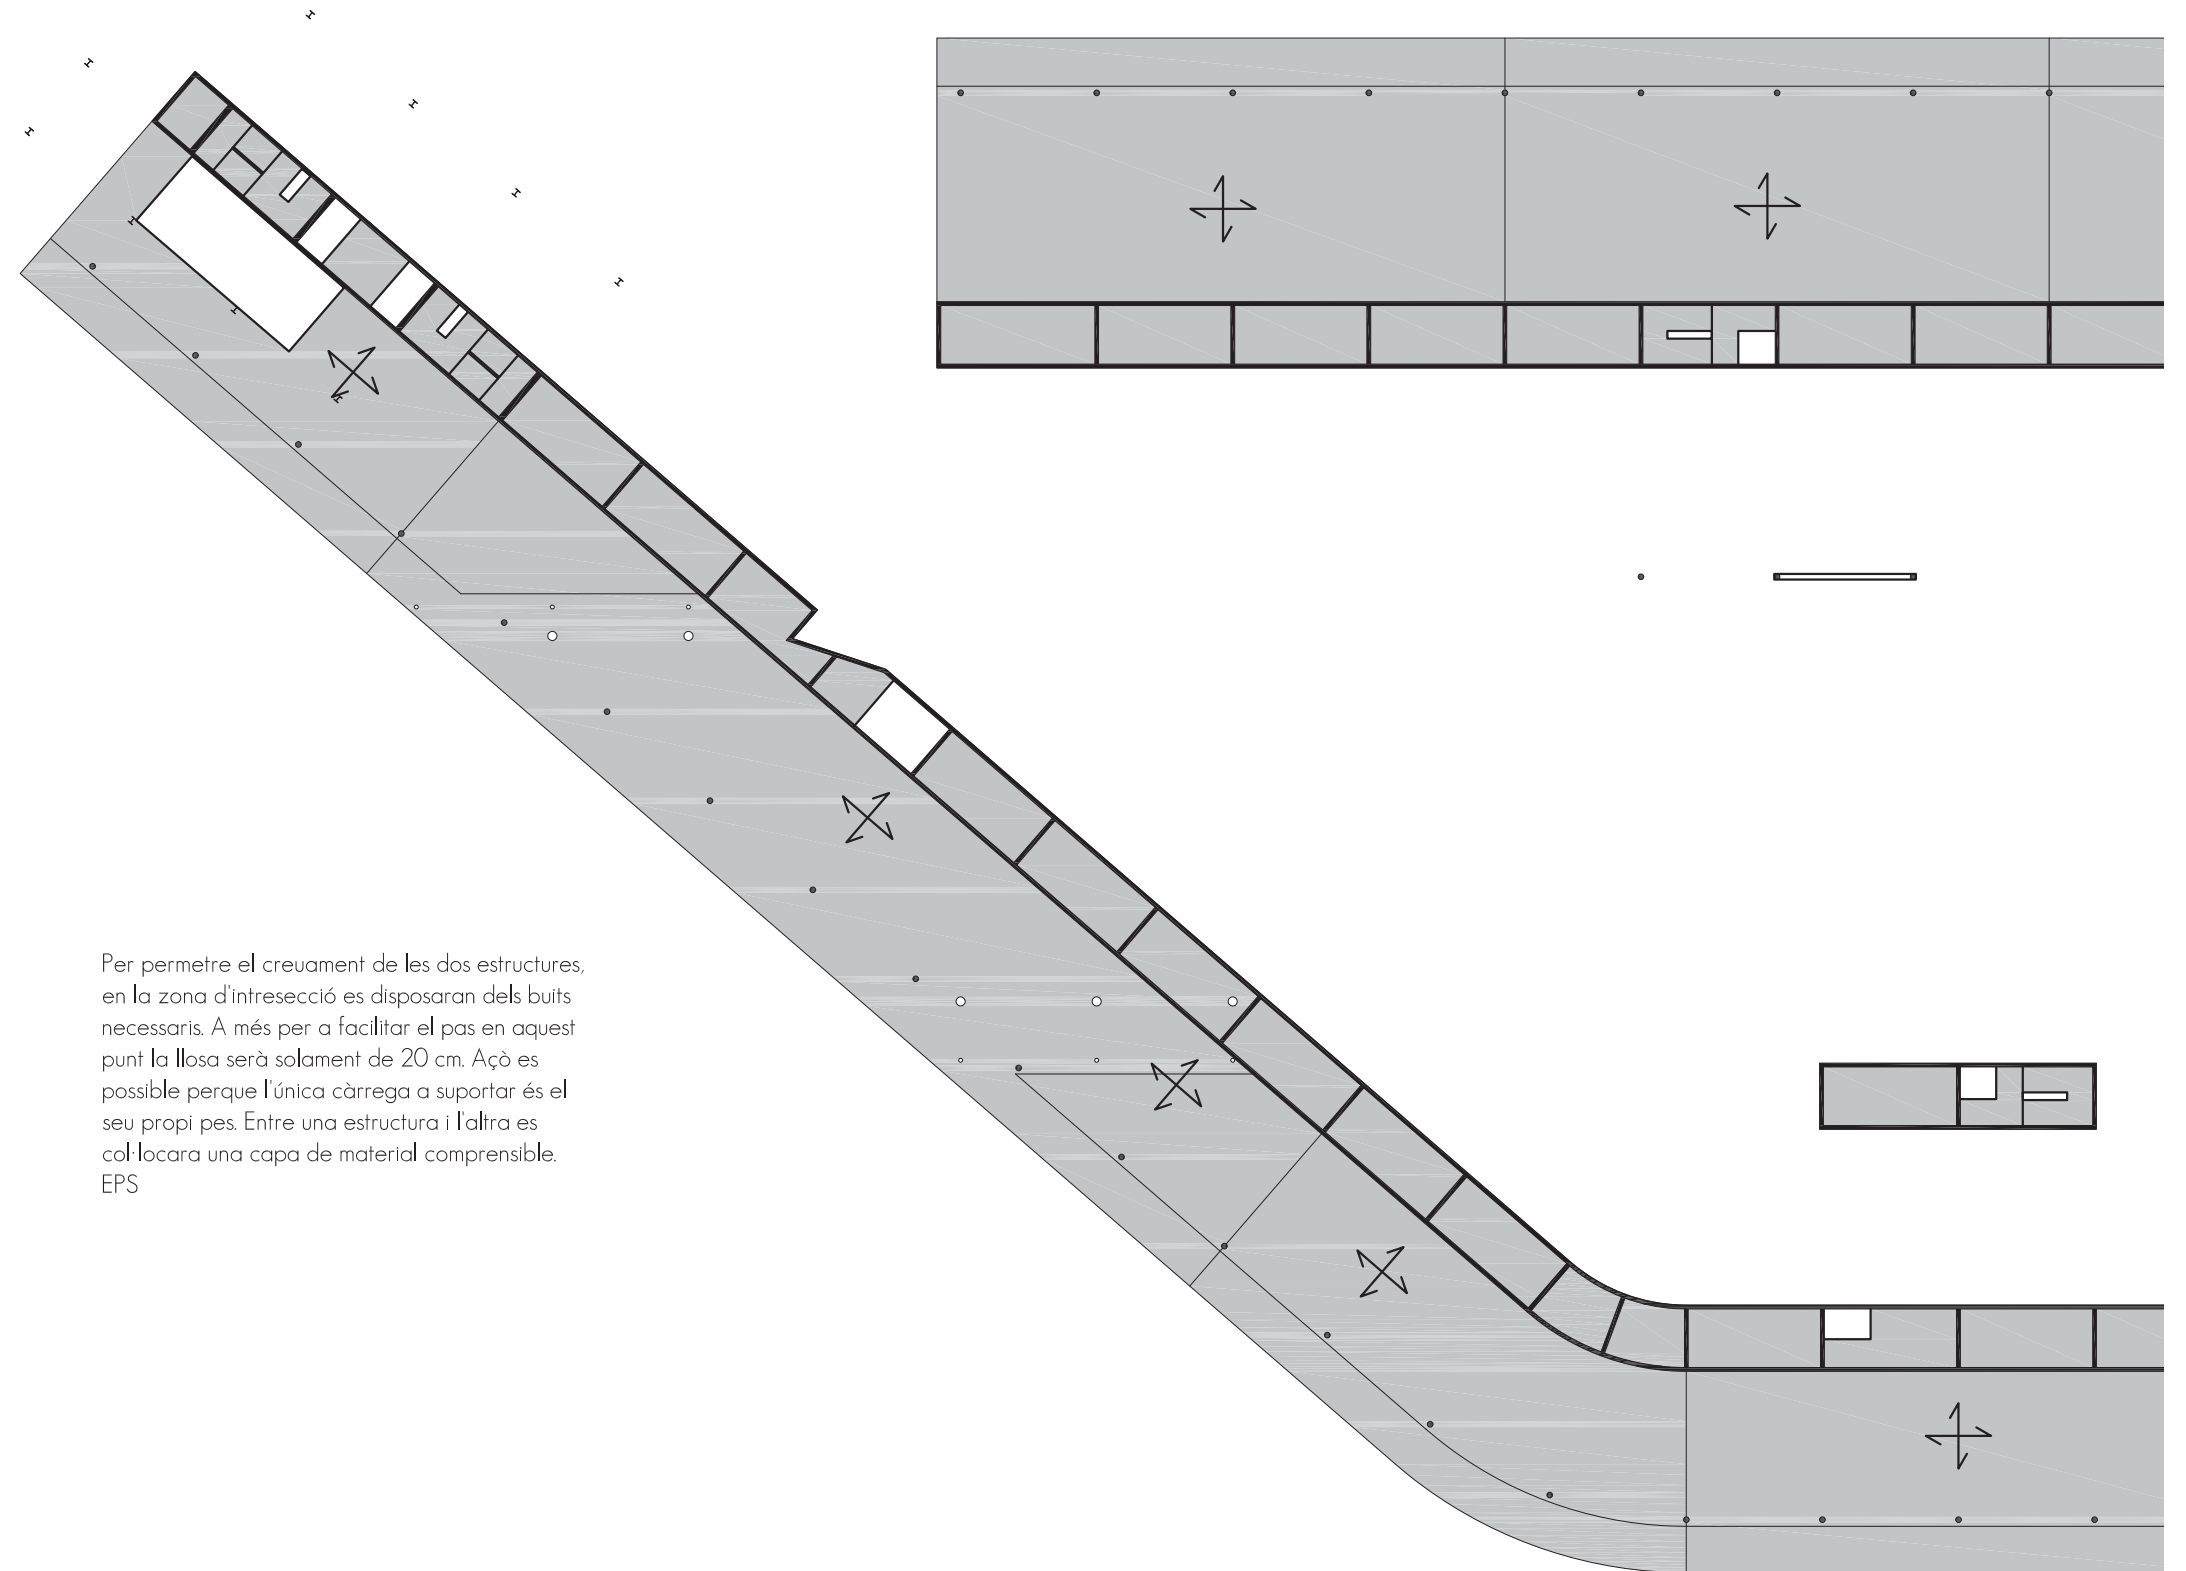 Per permetre el creuament de les dos estructures,
en la zona d'intresecció es disposaran dels buits
necessaris. A més per a facilitar el pas en aquest
punt la llosa serà solament de 20 cm. Açò es
possible perque l'única càrrega a suportar és el
seu propi pes. Entre una estructura i l'altra es
col·locara una capa de material comprensible.
EPS